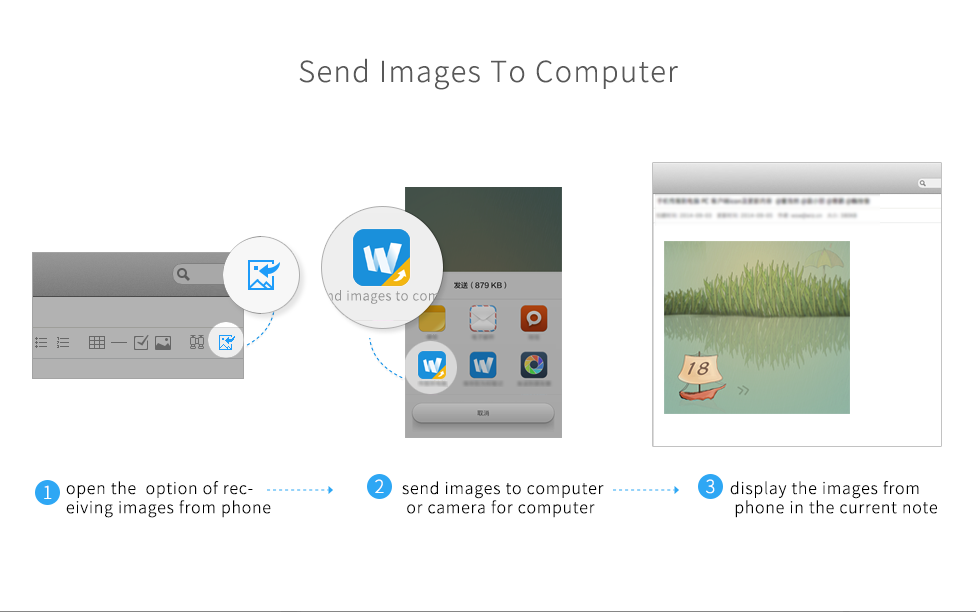 Send Images To Computer
nd images to com
发送 ( 879 KB )
取消
18
1 open the option of rec-
eiving images from phone
2 send images to computer
or camera for computer
3 display the images from
phone in the current note